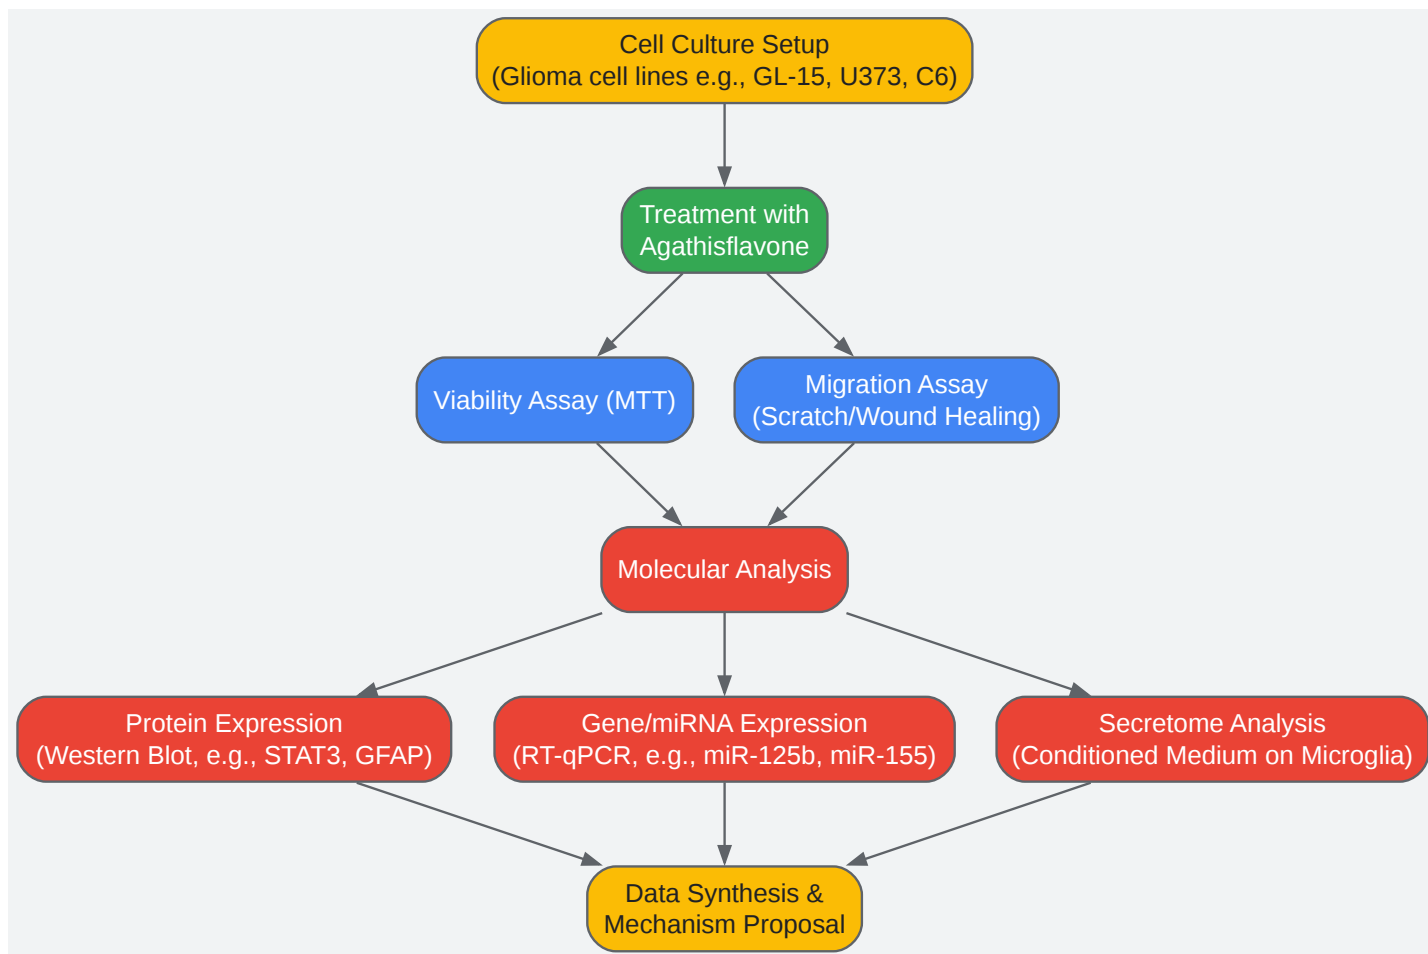 Cell Culture Setup
(Glioma cell lines e.g., GL-15, U373, C6)
Treatment with
Agathisflavone
Viability Assay (MTT)
Migration Assay
(Scratch/Wound Healing)
Molecular Analysis
Protein Expression
(Western Blot, e.g., STAT3, GFAP)
Gene/miRNA Expression
(RT-qPCR, e.g., miR-125b, miR-155)
Secretome Analysis
(Conditioned Medium on Microglia)
Data Synthesis &
Mechanism Proposal